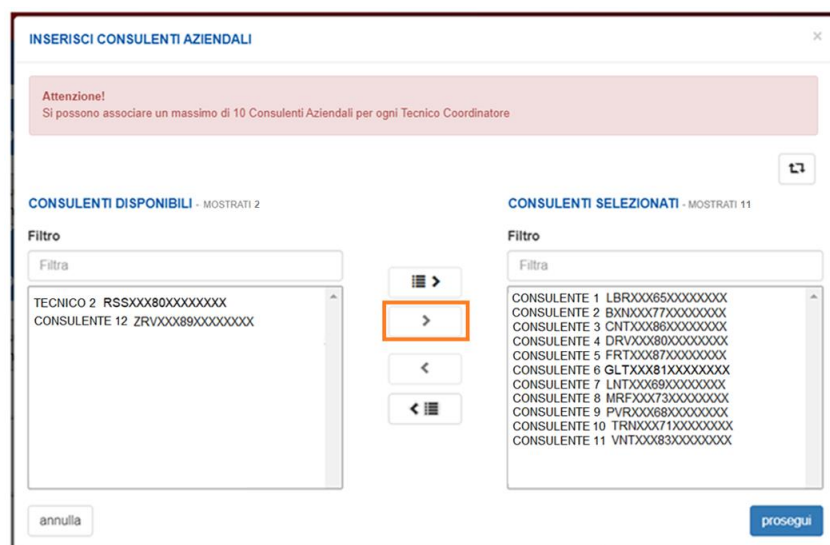 INSERISCI CONSULENTI AZIENDALI
×
Attenzione!
Si possono associare un massimo di 10 Consulenti Aziendali per ogni Tecnico Coordinatore
CONSULENTI DISPONIBILI - MOSTRATI 2
Filtro
Filtra
TECNICO 2 RSSXXX80XXXXXXXX
CONSULENTE 12 ZRVXXX89XXXXXXXX
>
>
<
<
CONSULENTI SELEZIONATI - MOSTRATI 11
Filtro
Filtra
CONSULENTE 1 LBRXXX65XXXXXXXX
CONSULENTE 2 BXNXXX77XXXXXXXX
CONSULENTE 3 CNTXXX86XXXXXXXX
CONSULENTE 4 DRVXXX80XXXXXXXX
CONSULENTE 5 FRTXXX87XXXXXXXX
CONSULENTE 6 GLTXXX81XXXXXXXX
CONSULENTE 7 LNTXXX69XXXXXXXX
CONSULENTE 8 MRFXXX73XXXXXXXX
CONSULENTE 9 PVRXXX68XXXXXXXX
CONSULENTE 10 TRNXXX71XXXXXXXX
CONSULENTE 11 VNTXXX83XXXXXXXX
annulla
prosegui